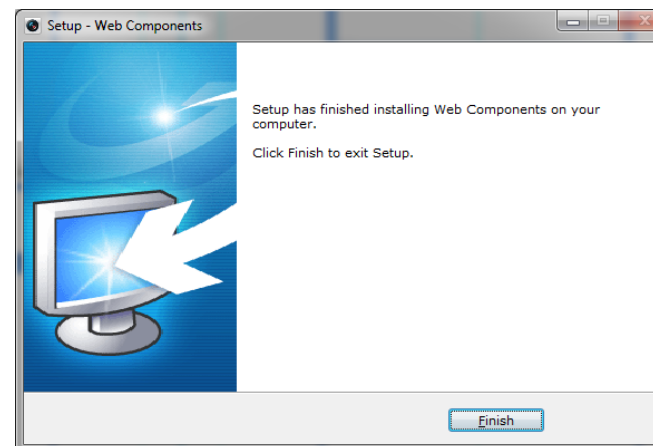 Setup - Web Components
Setup has finished installing Web Components on your
computer.
Click Finish to exit Setup.
Finish